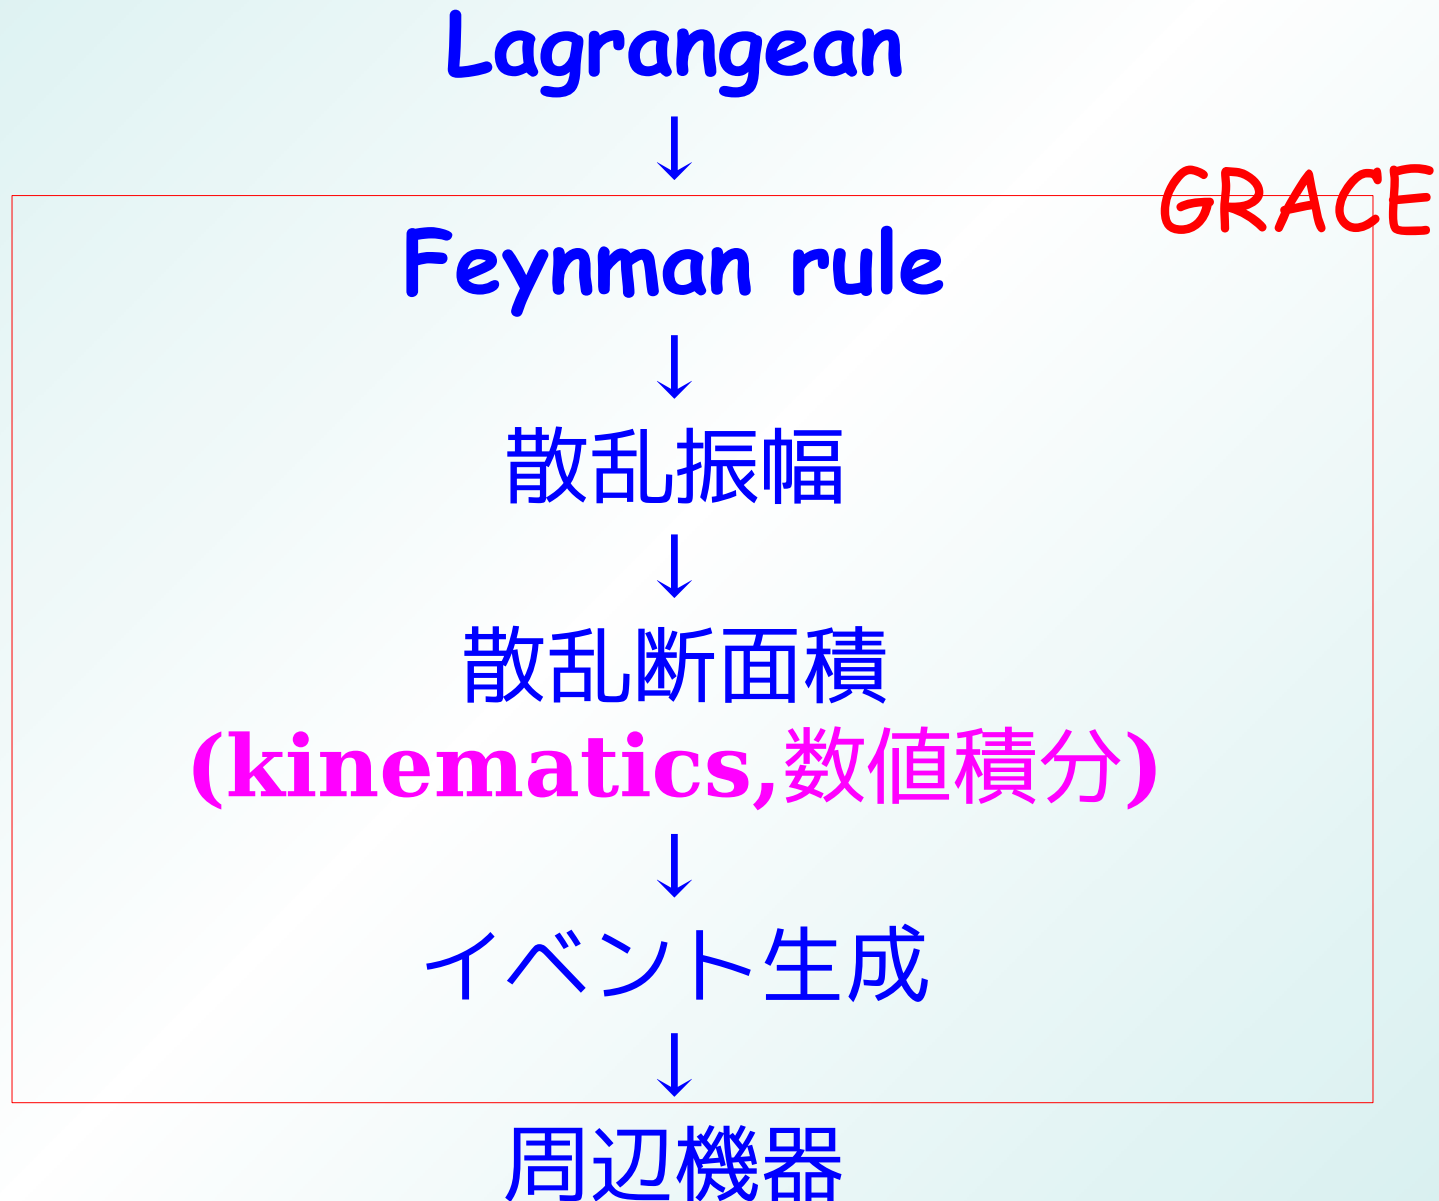 Lagrangean
↓
GRACE
Feynman rule
↓
散乱振幅
↓
散乱断面積
(kinematics,数値積分)
↓
イベント生成
↓
周辺機器